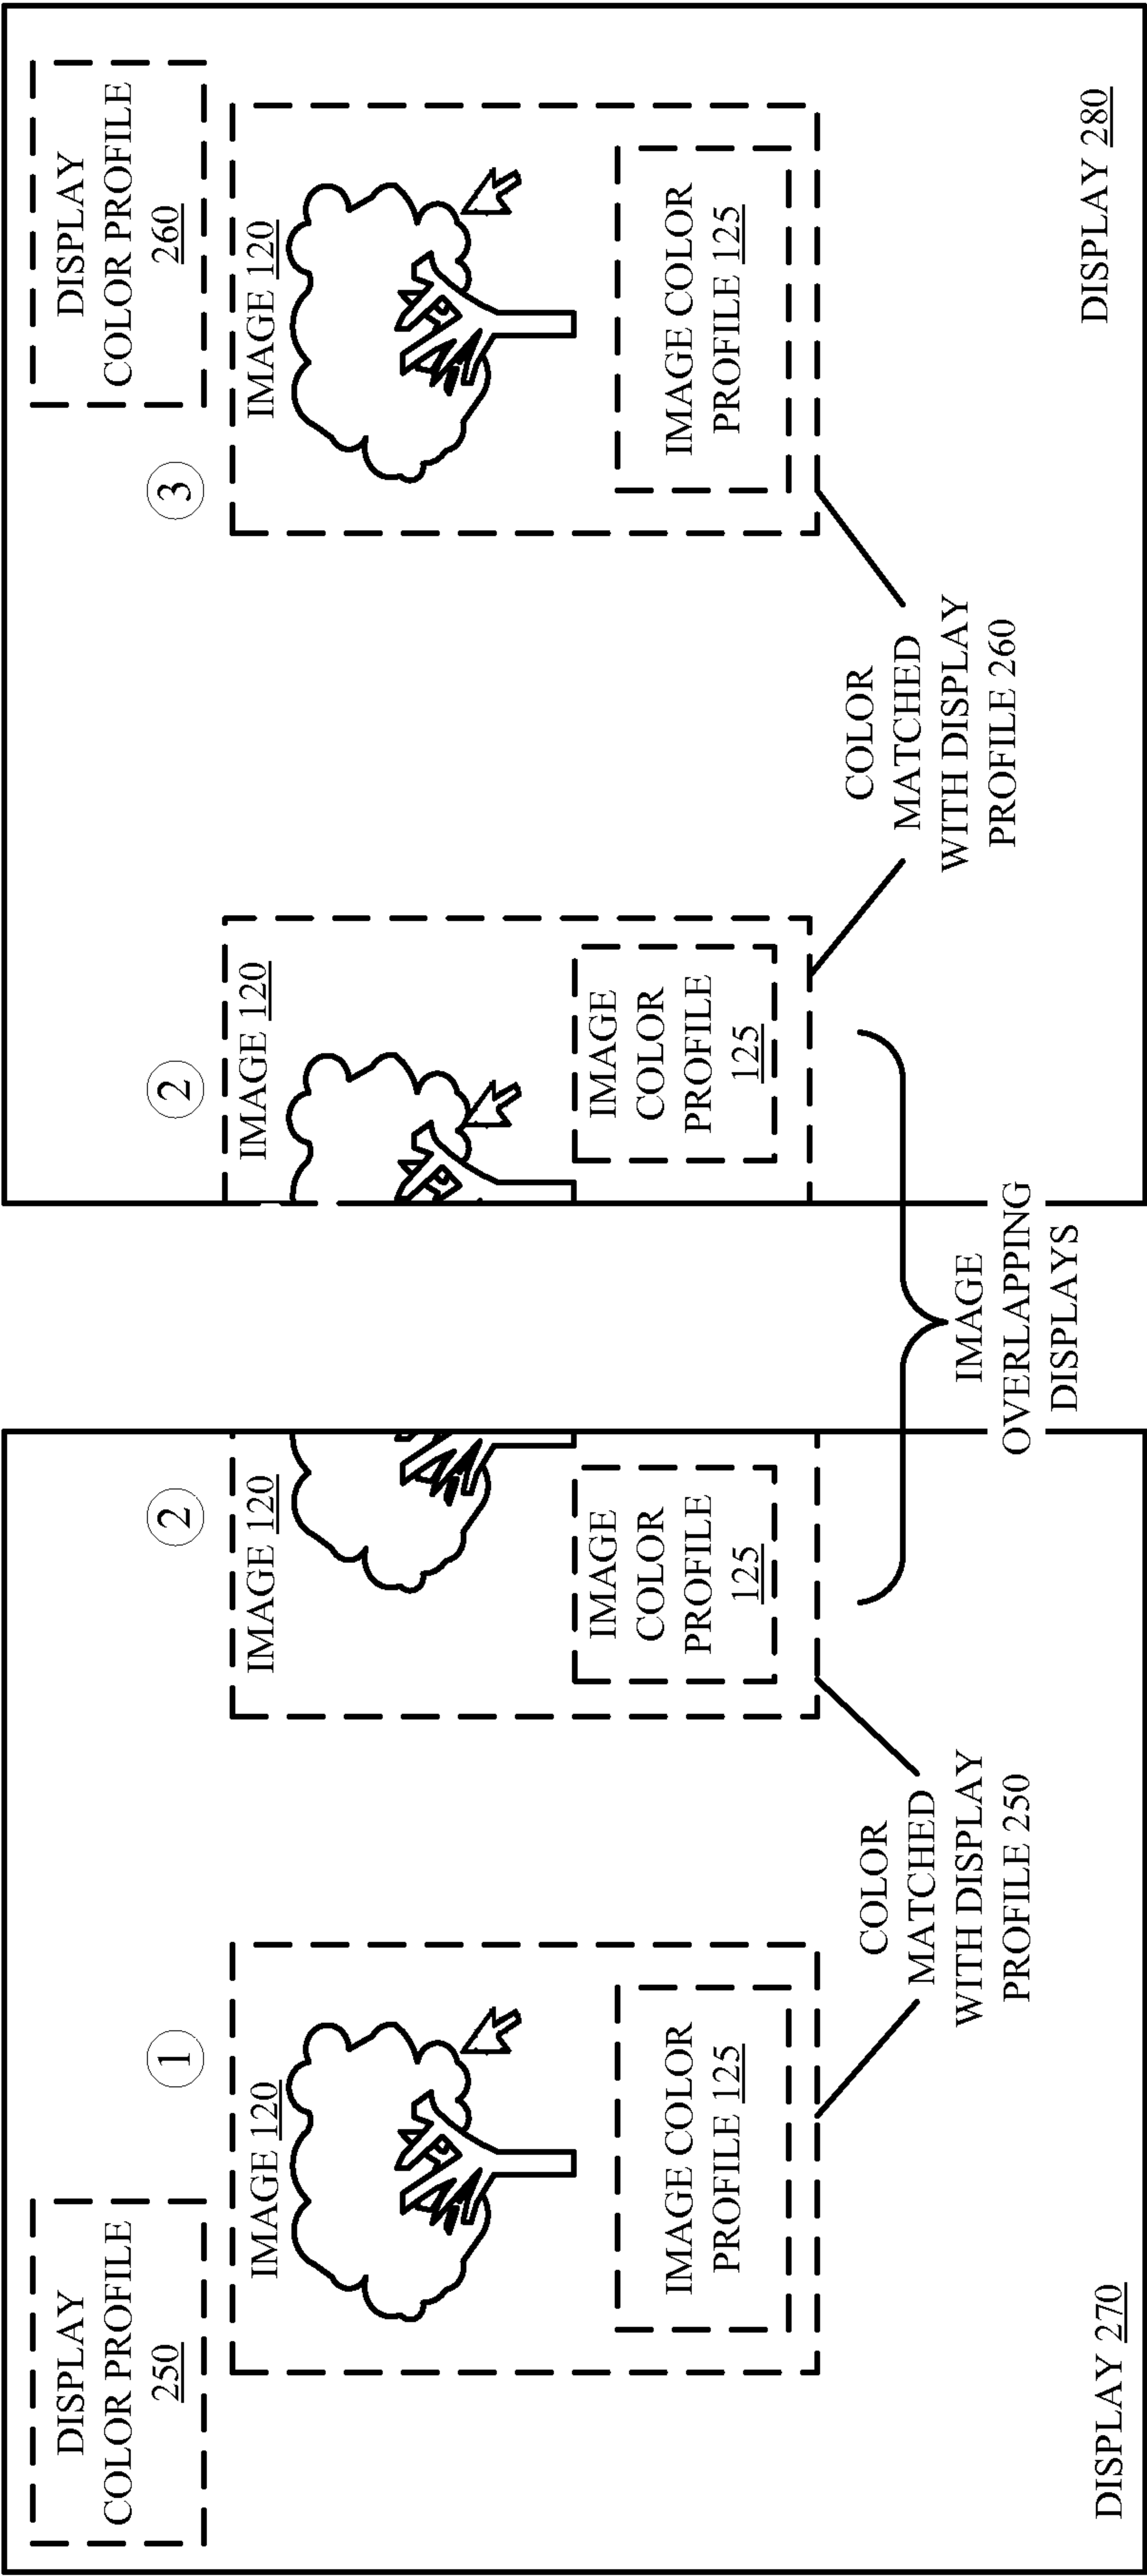 DISPLAY
COLOR PROFILE
250
1
IMAGE 120
IMAGE COLOR
PROFILE 125
2
IMAGE 120
IMAGE
COLOR
PROFILE
125
COLOR
MATCHED
WITH DISPLAY
PROFILE 250
DISPLAY 270
IMAGE
OVERLAPPING
DISPLAYS
2
IMAGE 120
IMAGE
COLOR
PROFILE
125
3
DISPLAY
COLOR PROFILE
260
IMAGE 120
IMAGE COLOR
PROFILE 125
COLOR
MATCHED
WITH DISPLAY
PROFILE 260
DISPLAY 280